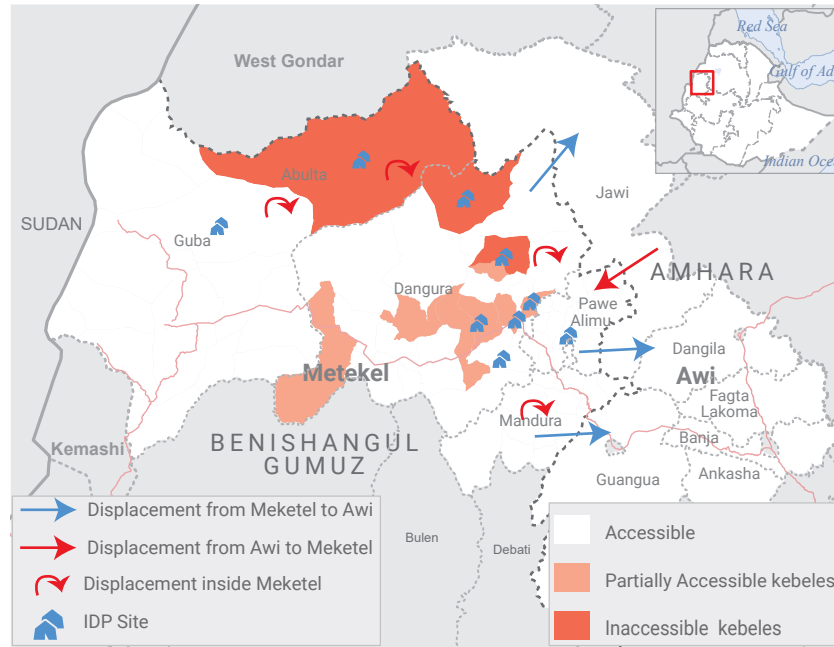 Red Sea
West Gondar
Gulf of Ad
Abulta
Indian Oce
Jawi
SUDAN
Guba
AMHARA
Dangura
Pawe
Alimu
Dangila
Metekel
Awi
Fagta
Lakoma
Mandura
Banja
Kemashi
BENISHANGUL
GUMUZ
Ankasha
Guangua
Displacement from Meketel to Awi
Displacement from Awi to Meketel
Displacement inside Meketel
IDP Site
Bulen
Debati
Accessible
Partially Accessible kebeles
Inaccessible kebeles